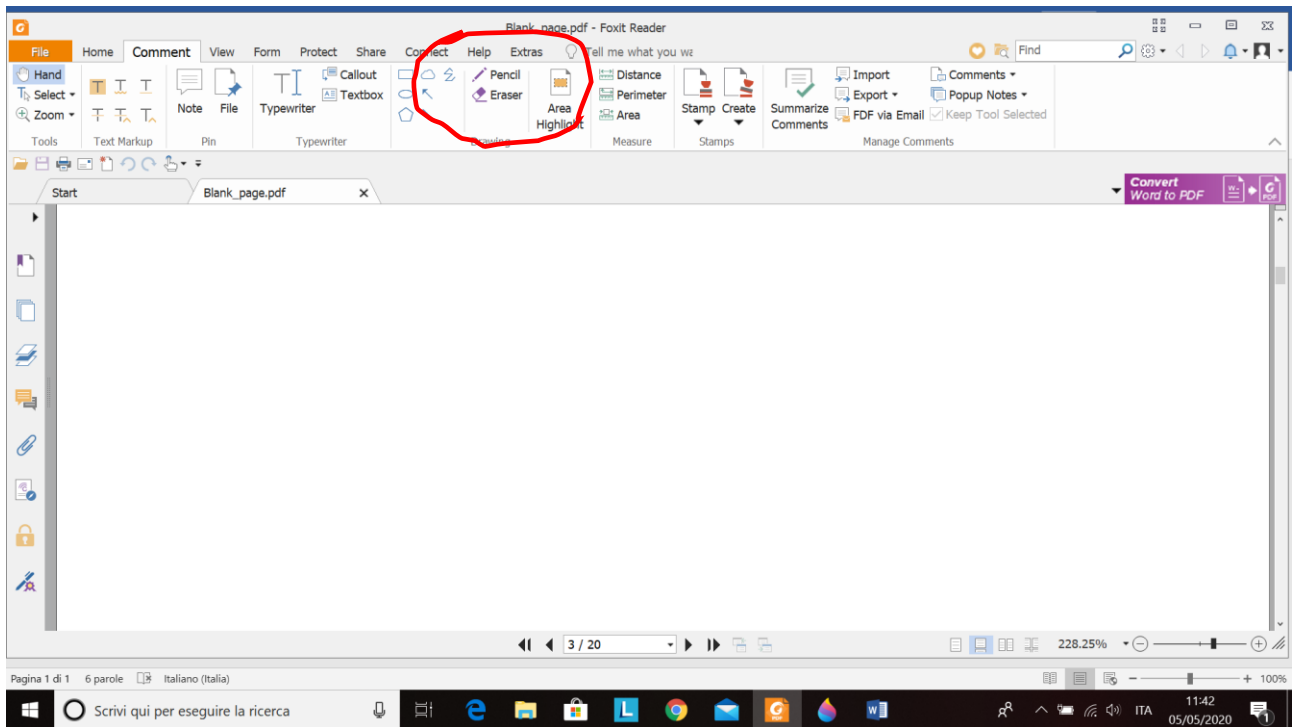 Blank_page.pdf - Foxit Reader
File Home Comment View Form Protect Share Connect Help Extras Tell me what you wa Find
Hand
Select
Zoom
Tools
Text Markup
Note File
Pin
Typewriter
Callout
Textbox
Typewriter
Pencil
Eraser
Area
Highlight
Drawing
Distance
Perimeter
Area
Measure
Stamp Create
Stamps
Summarize
Comments
Import
Export
FDF via Email
Comments
Popup Notes
Keep Tool Selected
Manage Comments
Start Blank_page.pdf
Convert
Word to PDF
3 / 20
228.25%
Pagina 1 di 1 6 parole Italiano (Italia) 100%
Scrivi qui per eseguire la ricerca
ITA
11:42
05/05/2020